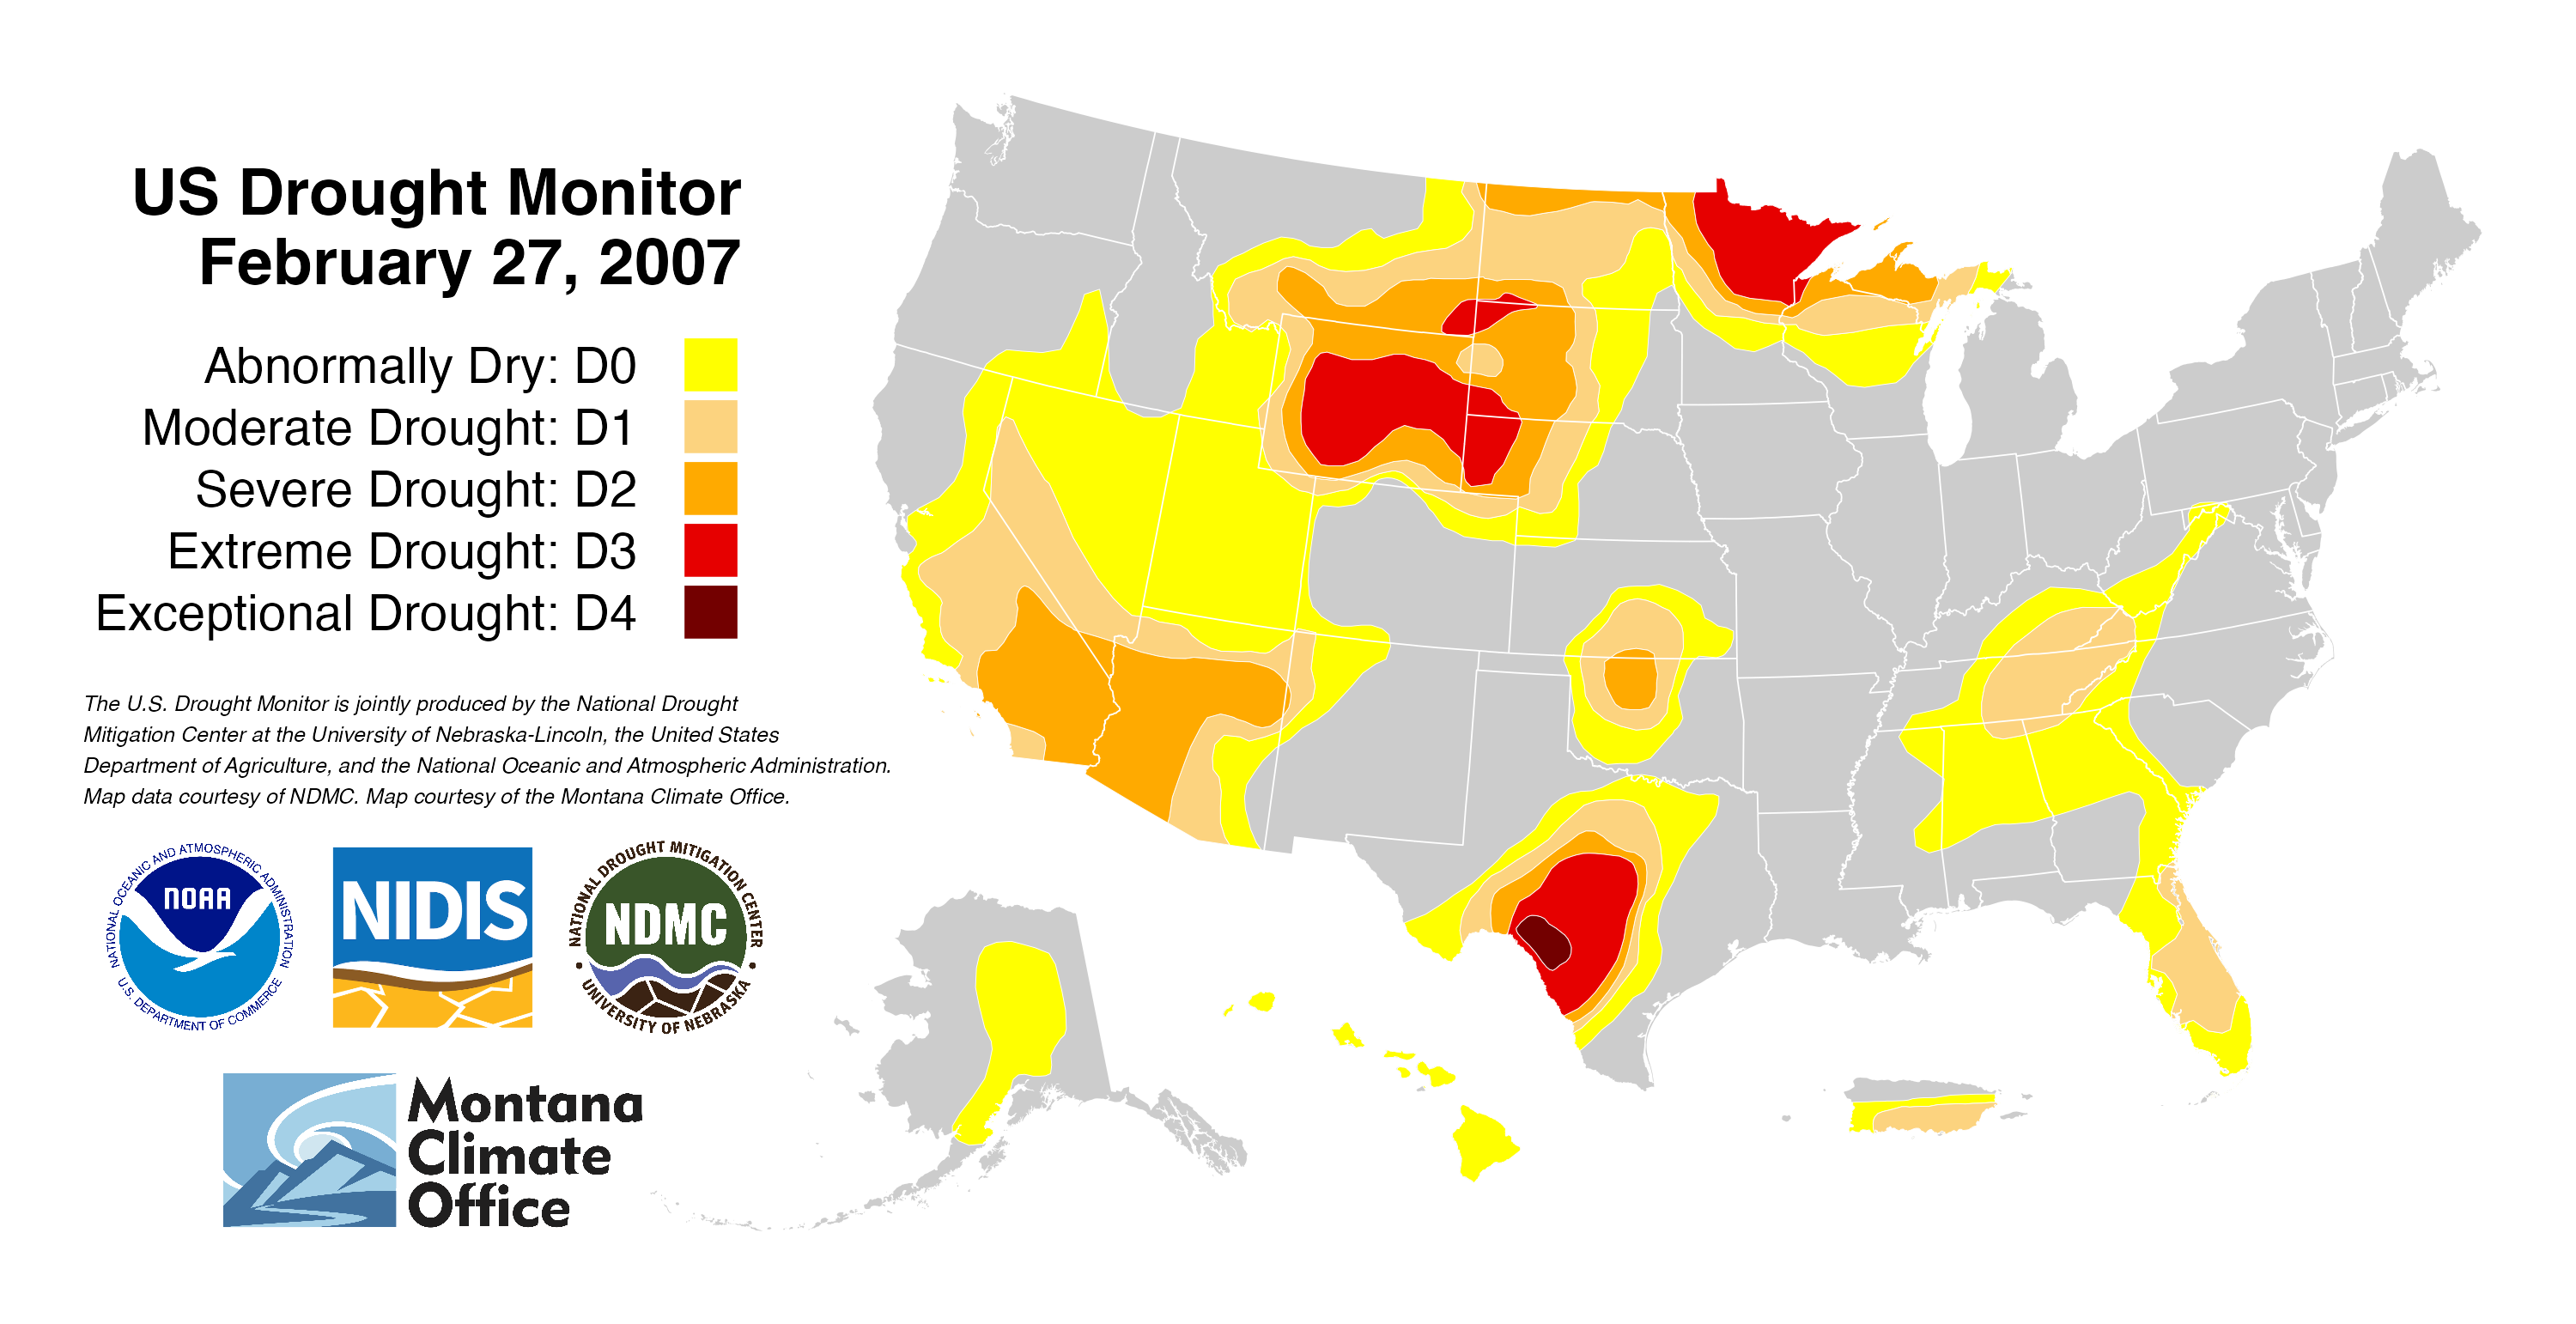 US Drought Monitor
February 27, 2007
Abnormally Dry: D0
Moderate Drought: D1
Severe Drought: D2
Extreme Drought: D3
Exceptional Drought: D4
The U.S. Drought Monitor is jointly produced by the National Drought
Mitigation Center at the University of Nebraska-Lincoln, the United States
Department of Agriculture, and the National Oceanic and Atmospheric Administration.
Map data courtesy of NDMC. Map courtesy of the Montana Climate Office.
NATIONAL OCEANIC AND ATMOSPHERIC ADMINISTRATION
NOAA
U.S. DEPARTMENT OF COMMERCE
NIDIS
NATIONAL DROUGHT MITIGATION CENTER
NDMC
UNIVERSITY OF NEBRASKA
Montana
Climate
Office